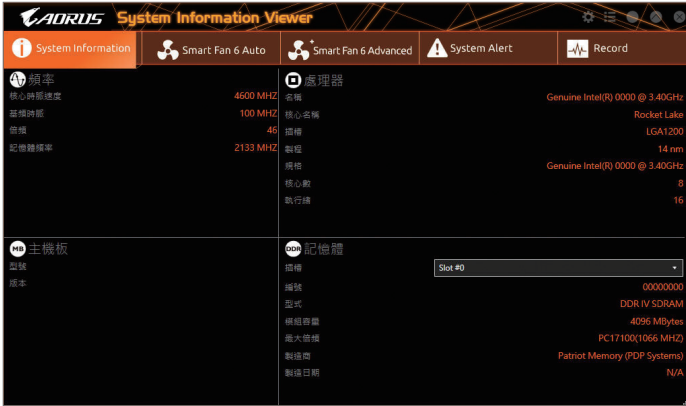 AORUS System Information Viewer
System Information
Smart Fan 6 Auto
Smart Fan 6 Advanced
System Alert
Record
頻率
核心時脈速度 4600 MHZ
基頻時脈 100 MHZ
倍頻 46
記憶體頻率 2133 MHZ
處理器
名稱 Genuine Intel(R) 0000 @ 3.40GHz
核心名稱 Rocket Lake
插槽 LGA1200
製程 14 nm
規格 Genuine Intel(R) 0000 @ 3.40GHz
核心數 8
執行緒 16
MB 主機板
型號
版本
DDR 記憶體
插槽 Slot #0
編號 00000000
型式 DDR IV SDRAM
模組容量 4096 MBytes
最大倍頻 PC17100(1066 MHZ)
製造商 Patriot Memory (PDP Systems)
製造日期 N/A